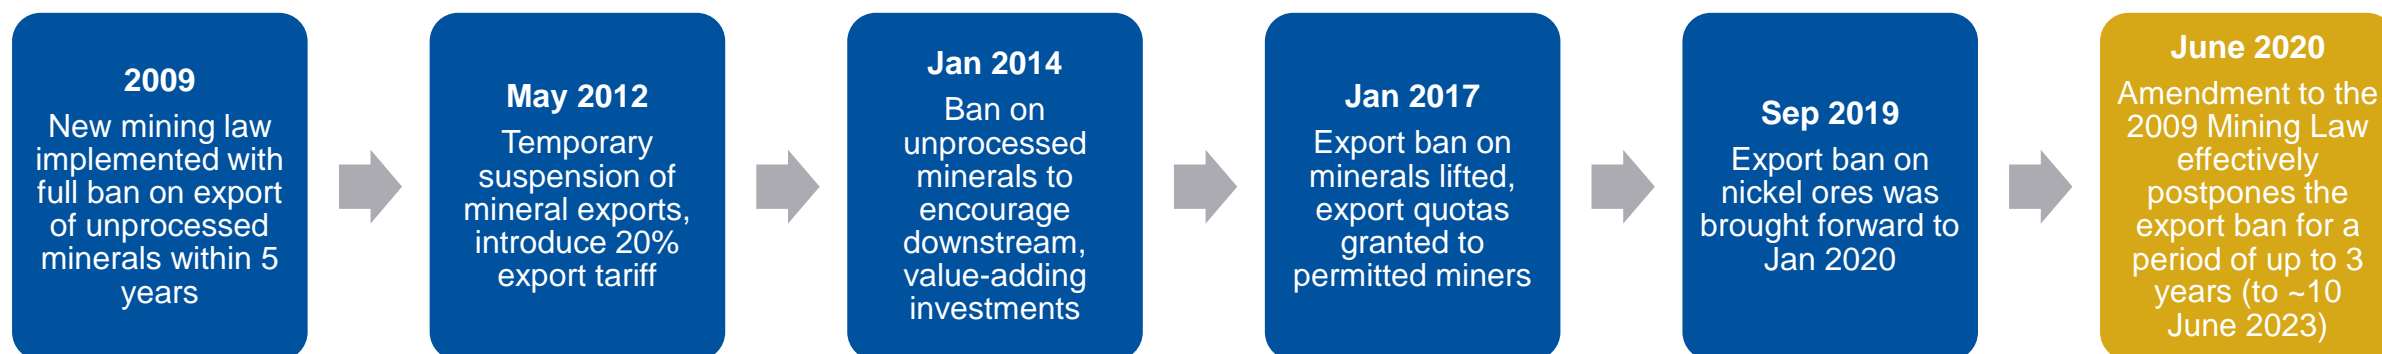 2009
New mining law
implemented with
full ban on export
of unprocessed
minerals within 5
years
May 2012
Temporary
suspension of
mineral exports,
introduce 20%
export tariff
Jan 2014
Ban on
unprocessed
minerals to
encourage
downstream,
value-adding
investments
Jan 2017
Export ban on
minerals lifted,
export quotas
granted to
permitted miners
Sep 2019
Export ban on
nickel ores was
brought forward to
Jan 2020
June 2020
Amendment to the
2009 Mining Law
effectively
postpones the
export ban for a
period of up to 3
years (to ~10
June 2023)